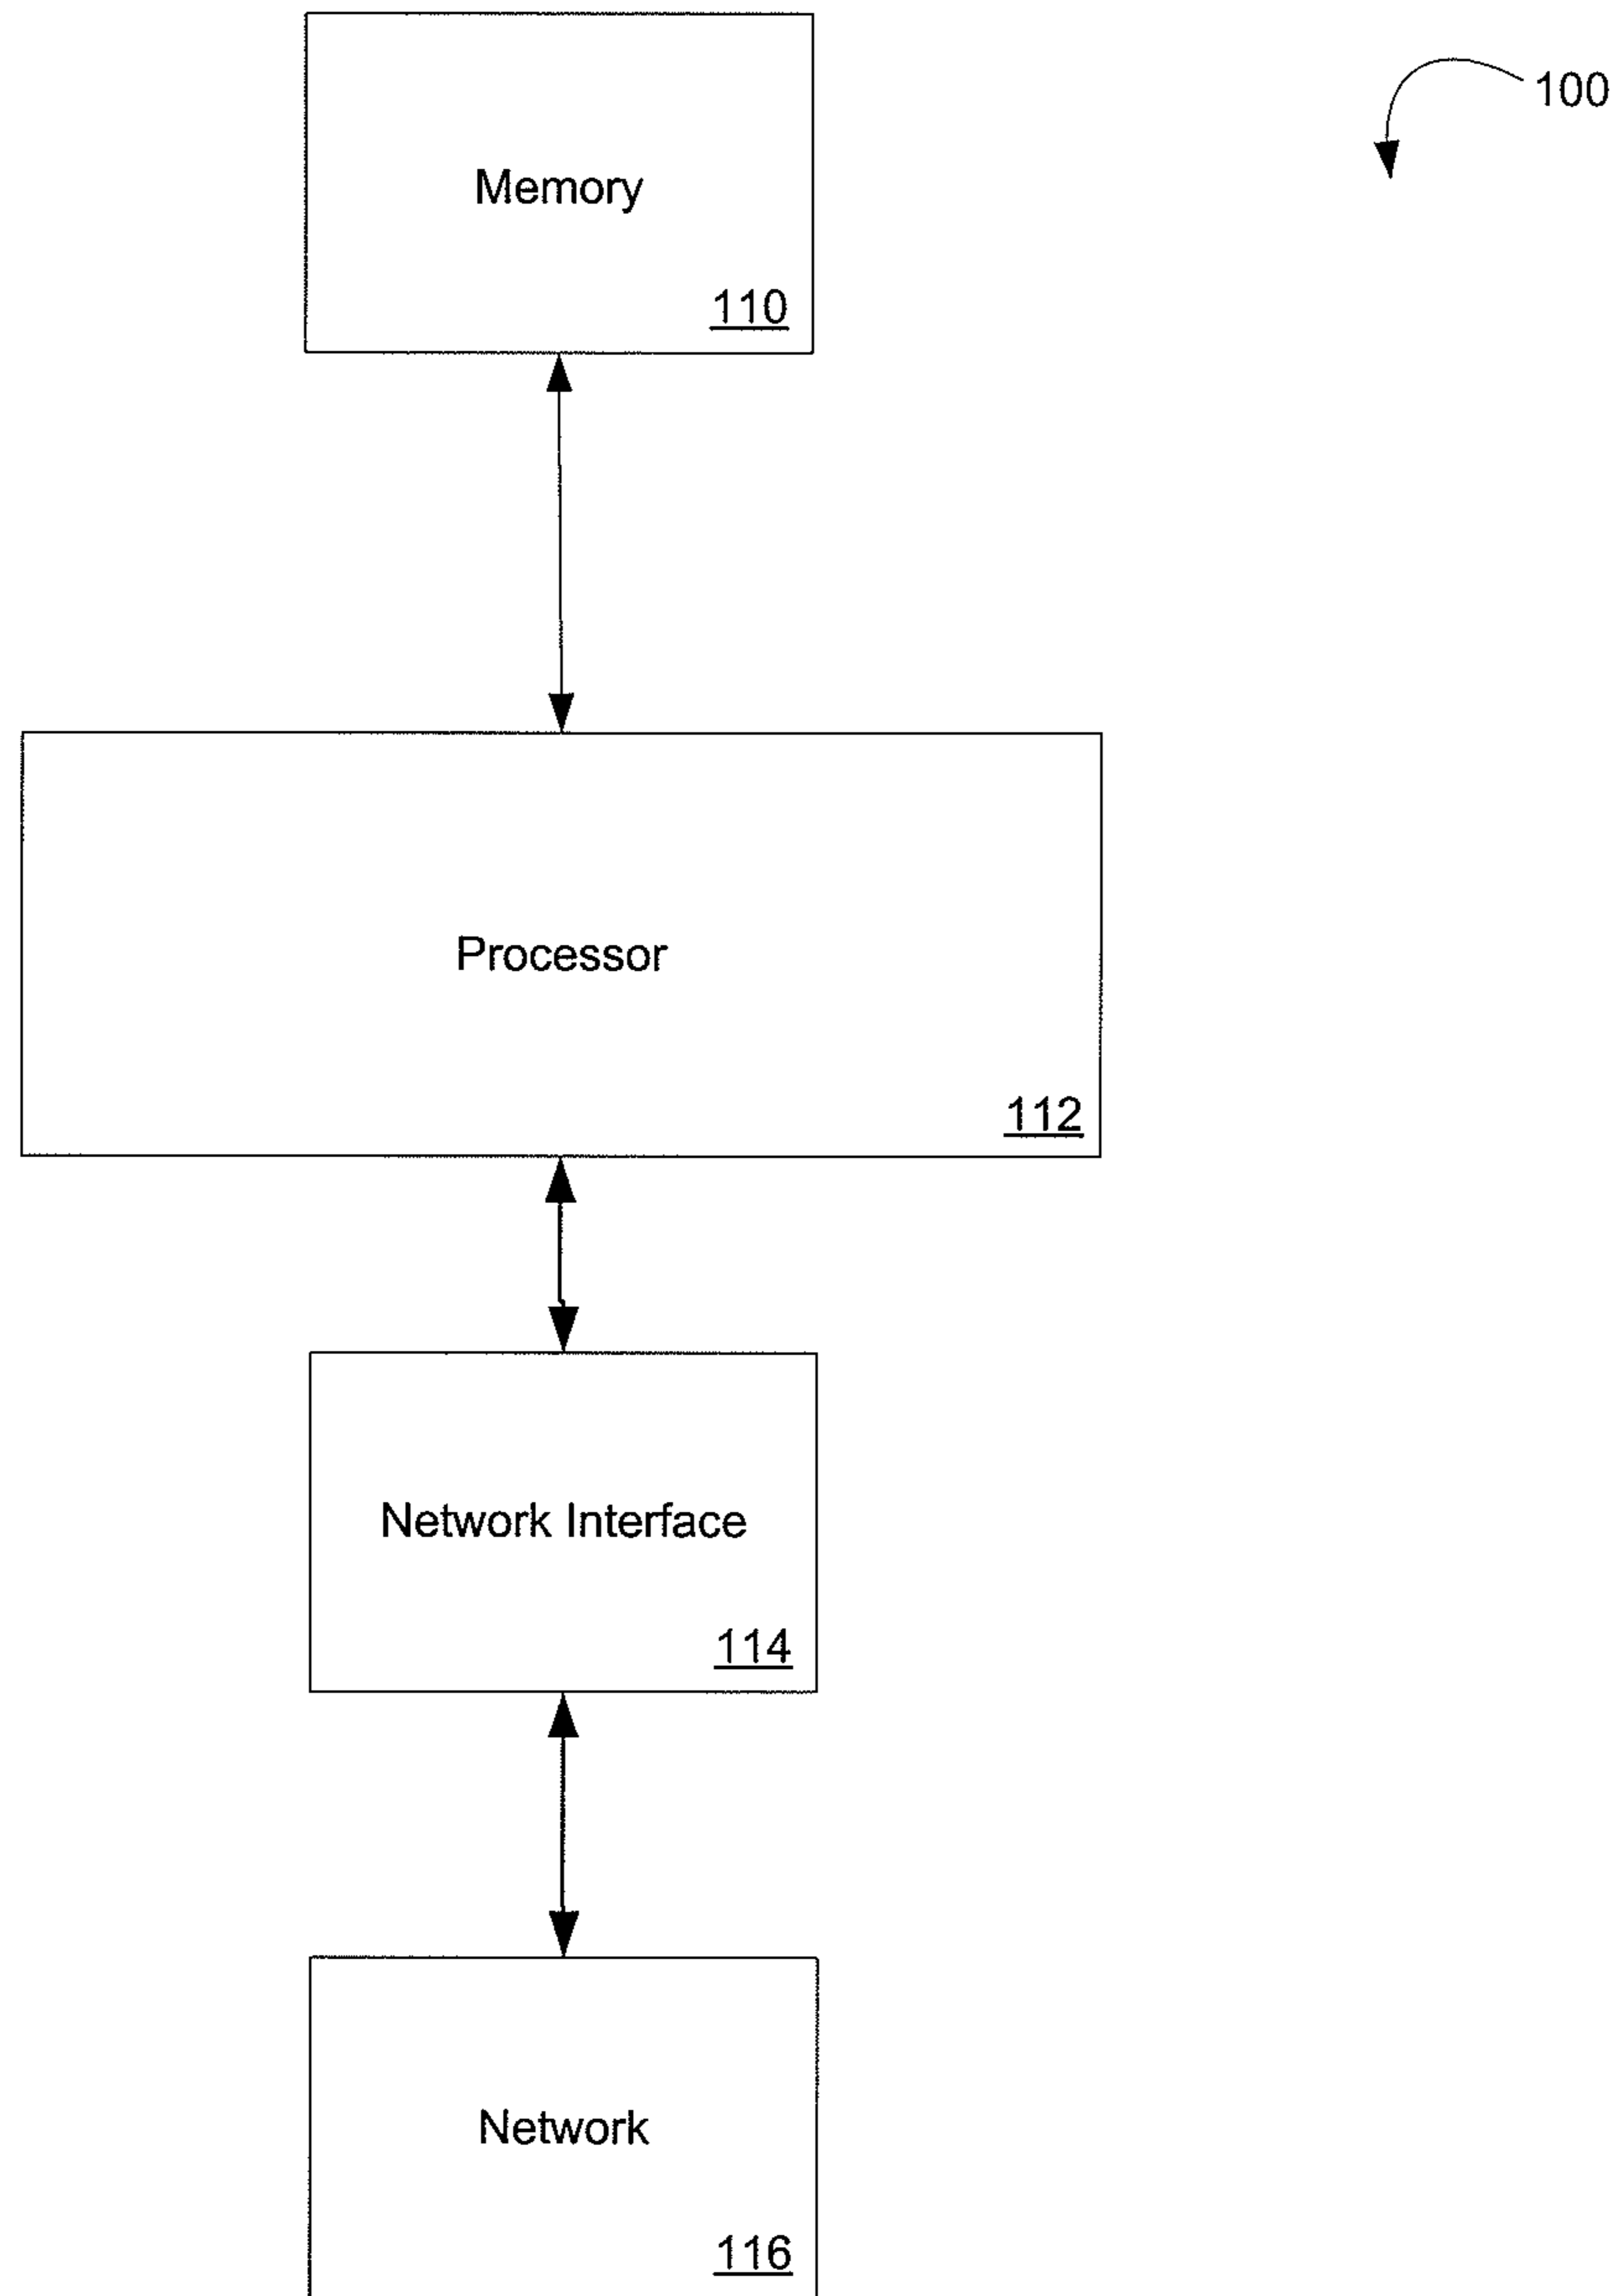 100
Memory
110
Processor
112
Network Interface
114
Network
116